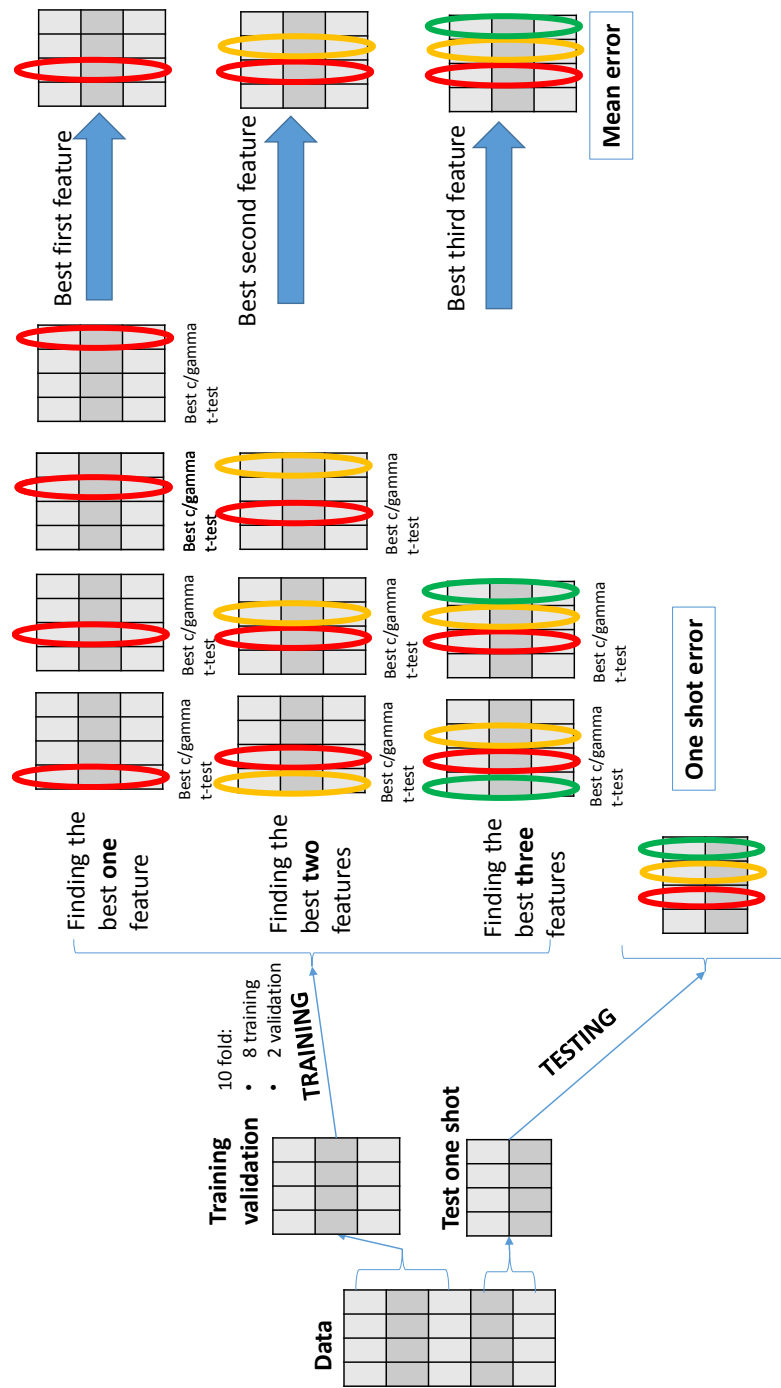 Data
Training
validation
Test one shot
10 fold:
• 8 training
• 2 validation
TRAINING
TESTING
Finding the
best one
feature
Best c/gamma
t-test
Best c/gamma
t-test
Best c/gamma
t-test
Best c/gamma
t-test
Best first feature
Finding the
best two
features
Best c/gamma
t-test
Best c/gamma
t-test
Best c/gamma
t-test
Best second feature
Finding the
best three
features
Best c/gamma
t-test
Best c/gamma
t-test
Best third feature
One shot error
Mean error